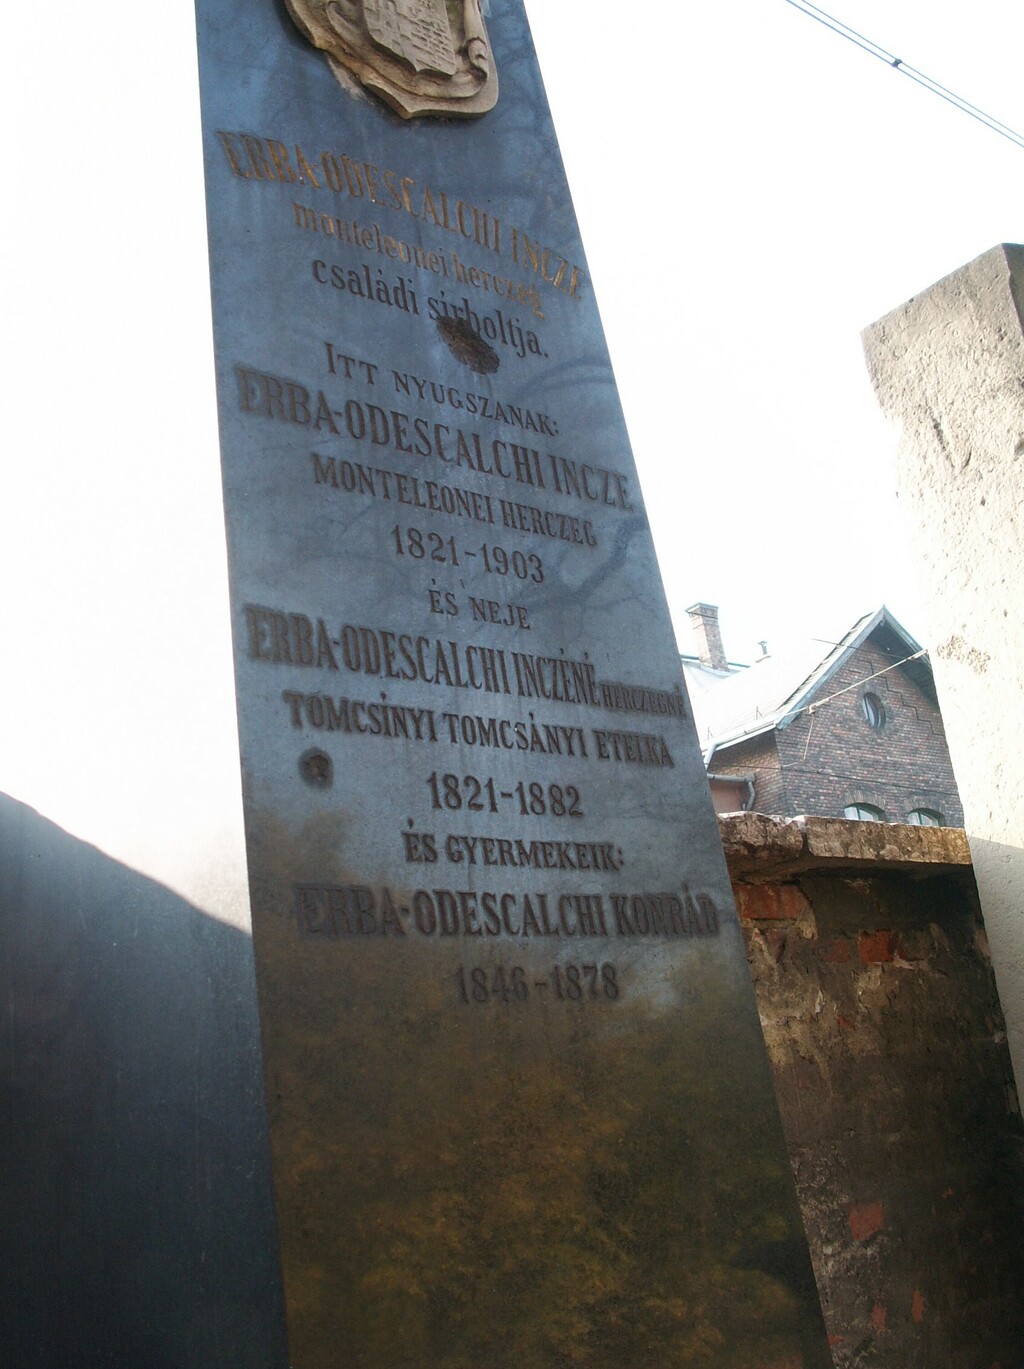 ERBA-ODESCALCHI INCZE
monteleonei herczeg
családi sirboltja.
ITT NYUGSZANAK:
ERBA-ODESCALCHI INCZE
MONTELEONEI HERCZEG
1821-1903
ÉS NEJE
ERBA-ODESCALCHI INCZÉNÉ HERCZEGNÉ
TOMCSÍNYI TOMCSÁNYI ETELKA
1821-1882
ÉS GYERMEKEIK:
ERBA-ODESCALCHI KONRÁD
1846-1878